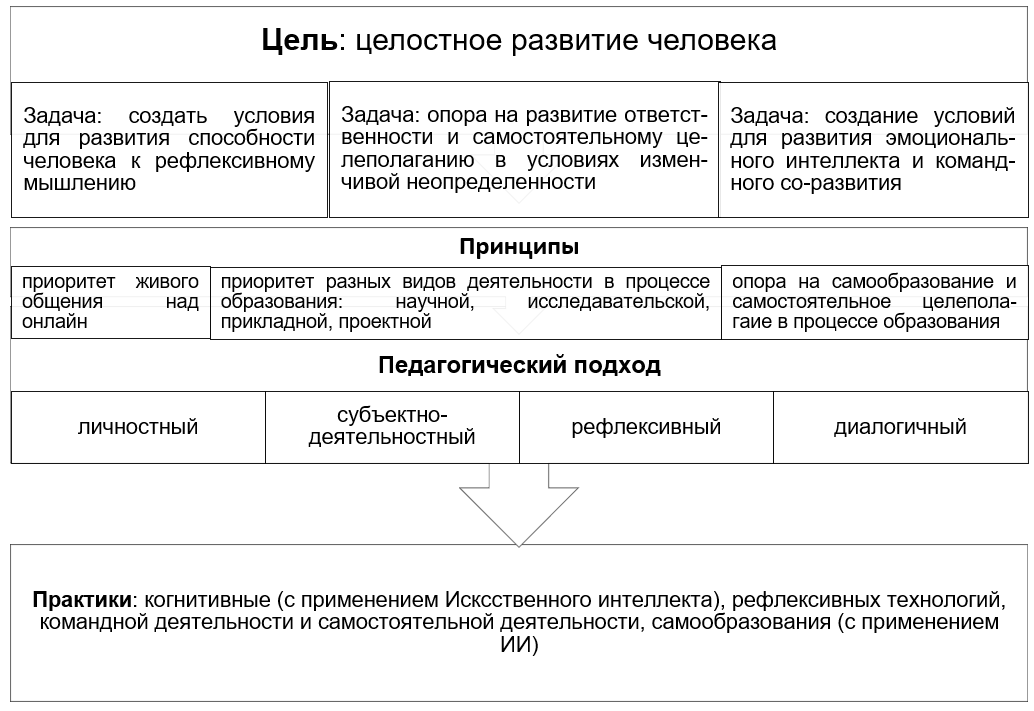 Цель: целостное развитие человека
Задача: создать условия
для развития способности
человека к рефлексивному
мышлению
Задача: опора на развитие ответст-
венности и самостоятельному це-
леполаганию в условиях измен-
чивой неопределенности
Задача: создание условий
для развития эмоциональ-
ного интеллекта и команд-
ного со-развития
Принципы
приоритет живого
общения над
онлайн
приоритет разных видов деятельности в процессе
образования: научной, исследавательской,
прикладной, проектной
опора на самообразование и
самостоятельное целепола-
гаие в процессе образования
Педагогический подход
личностный
субъектно-
деятельностный
рефлексивный
диалогичный
Практики: когнитивные (с применением Исксственного интеллекта), рефлексивных технологий,
командной деятельности и самостоятельной деятельности, самообразования (с применением
ИИ)